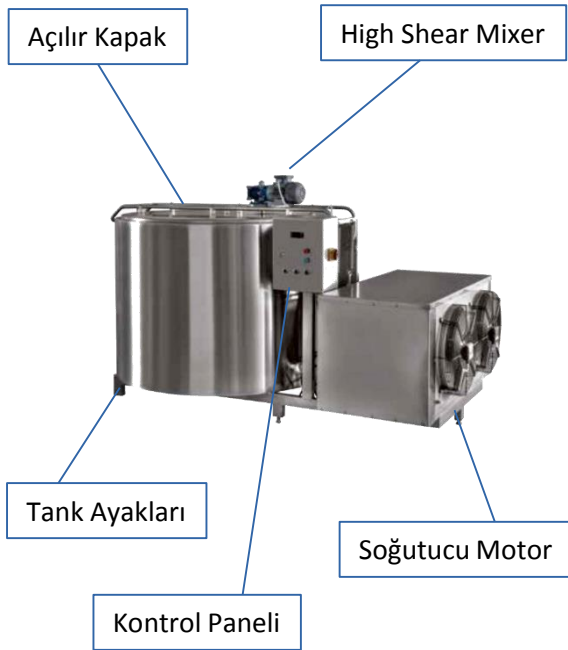 Açılır Kapak
High Shear Mixer
Tank Ayakları
Soğutucu Motor
Kontrol Paneli